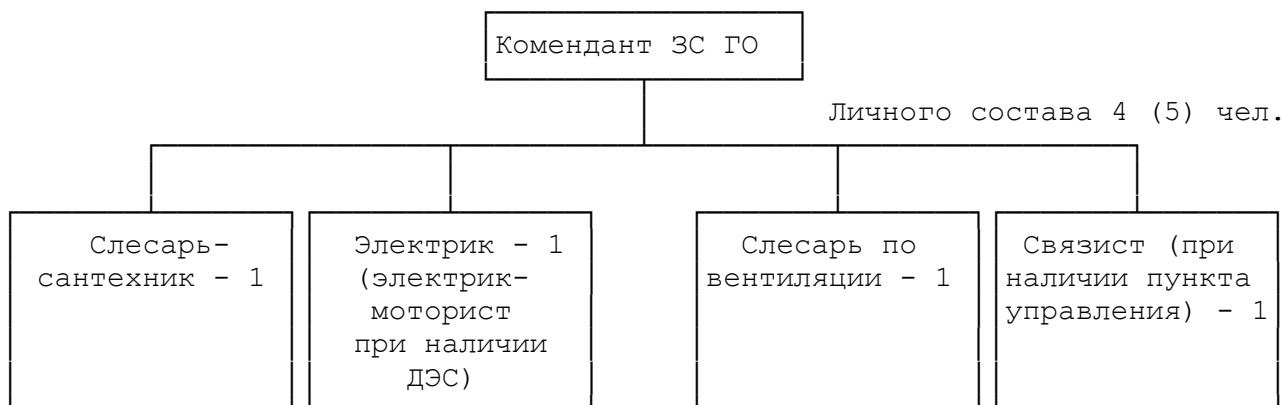 Комендант ЗС ГО
Личного состава 4 (5) чел.
Слесарь-
сантехник - 1
Электрик - 1
(электрик-
моторист
при наличии
ДЭС)
Слесарь по
вентиляции - 1
Связист (при
наличии пункта
управления) - 1